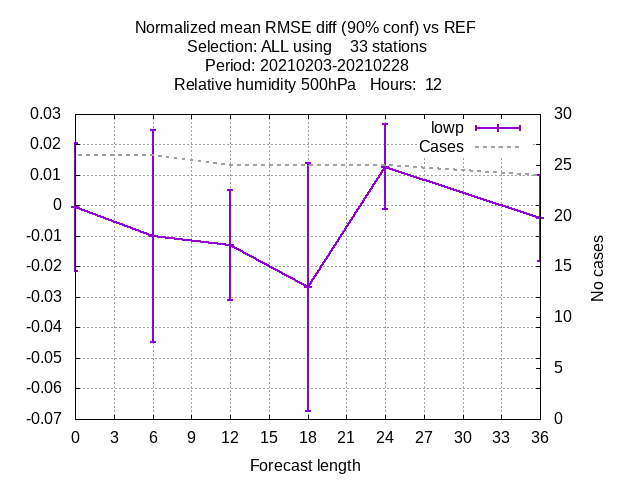 Normalized mean RMSE diff (90% conf) vs REF
Selection: ALL using 33 stations
Period: 20210203-20210228
Relative humidity 500hPa Hours: 12
lowp
Cases
0.03
0.02
0.01
0
-0.01
-0.02
-0.03
-0.04
-0.05
-0.06
-0.07
30
25
20
15
10
5
0
No cases
0 3 6 9 12 15 18 21 24 27 30 33 36
Forecast length